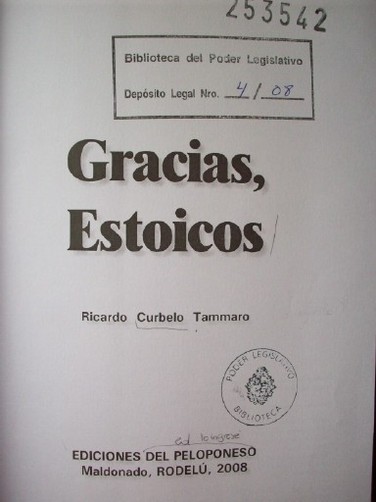 253542
Biblioteca del Poder Legislativo
Depósito Legal Nro. 4/08
Gracias,
Estoicos
Ricardo Curbelo Tammaro
PODER LEGISLATIVO
BIBLIOTECA
EDICIONES DEL PELOPONESO
Maldonado, RODELÚ, 2008